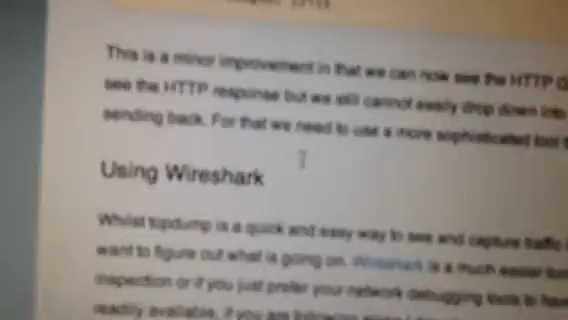 This is a minor improvement in that we can now see the HTTP
see the HTTP response but we still cannot easily drop down into
sending back. For that we need to use a more sophisticated tool
Using Wireshark
Whilst tcpdump is a quick and easy way to see and capture traffic
want to figure out what is going on. Wireshark is a much easier
inspection or if you just prefer your network debugging tools to have
readily available. If you are following